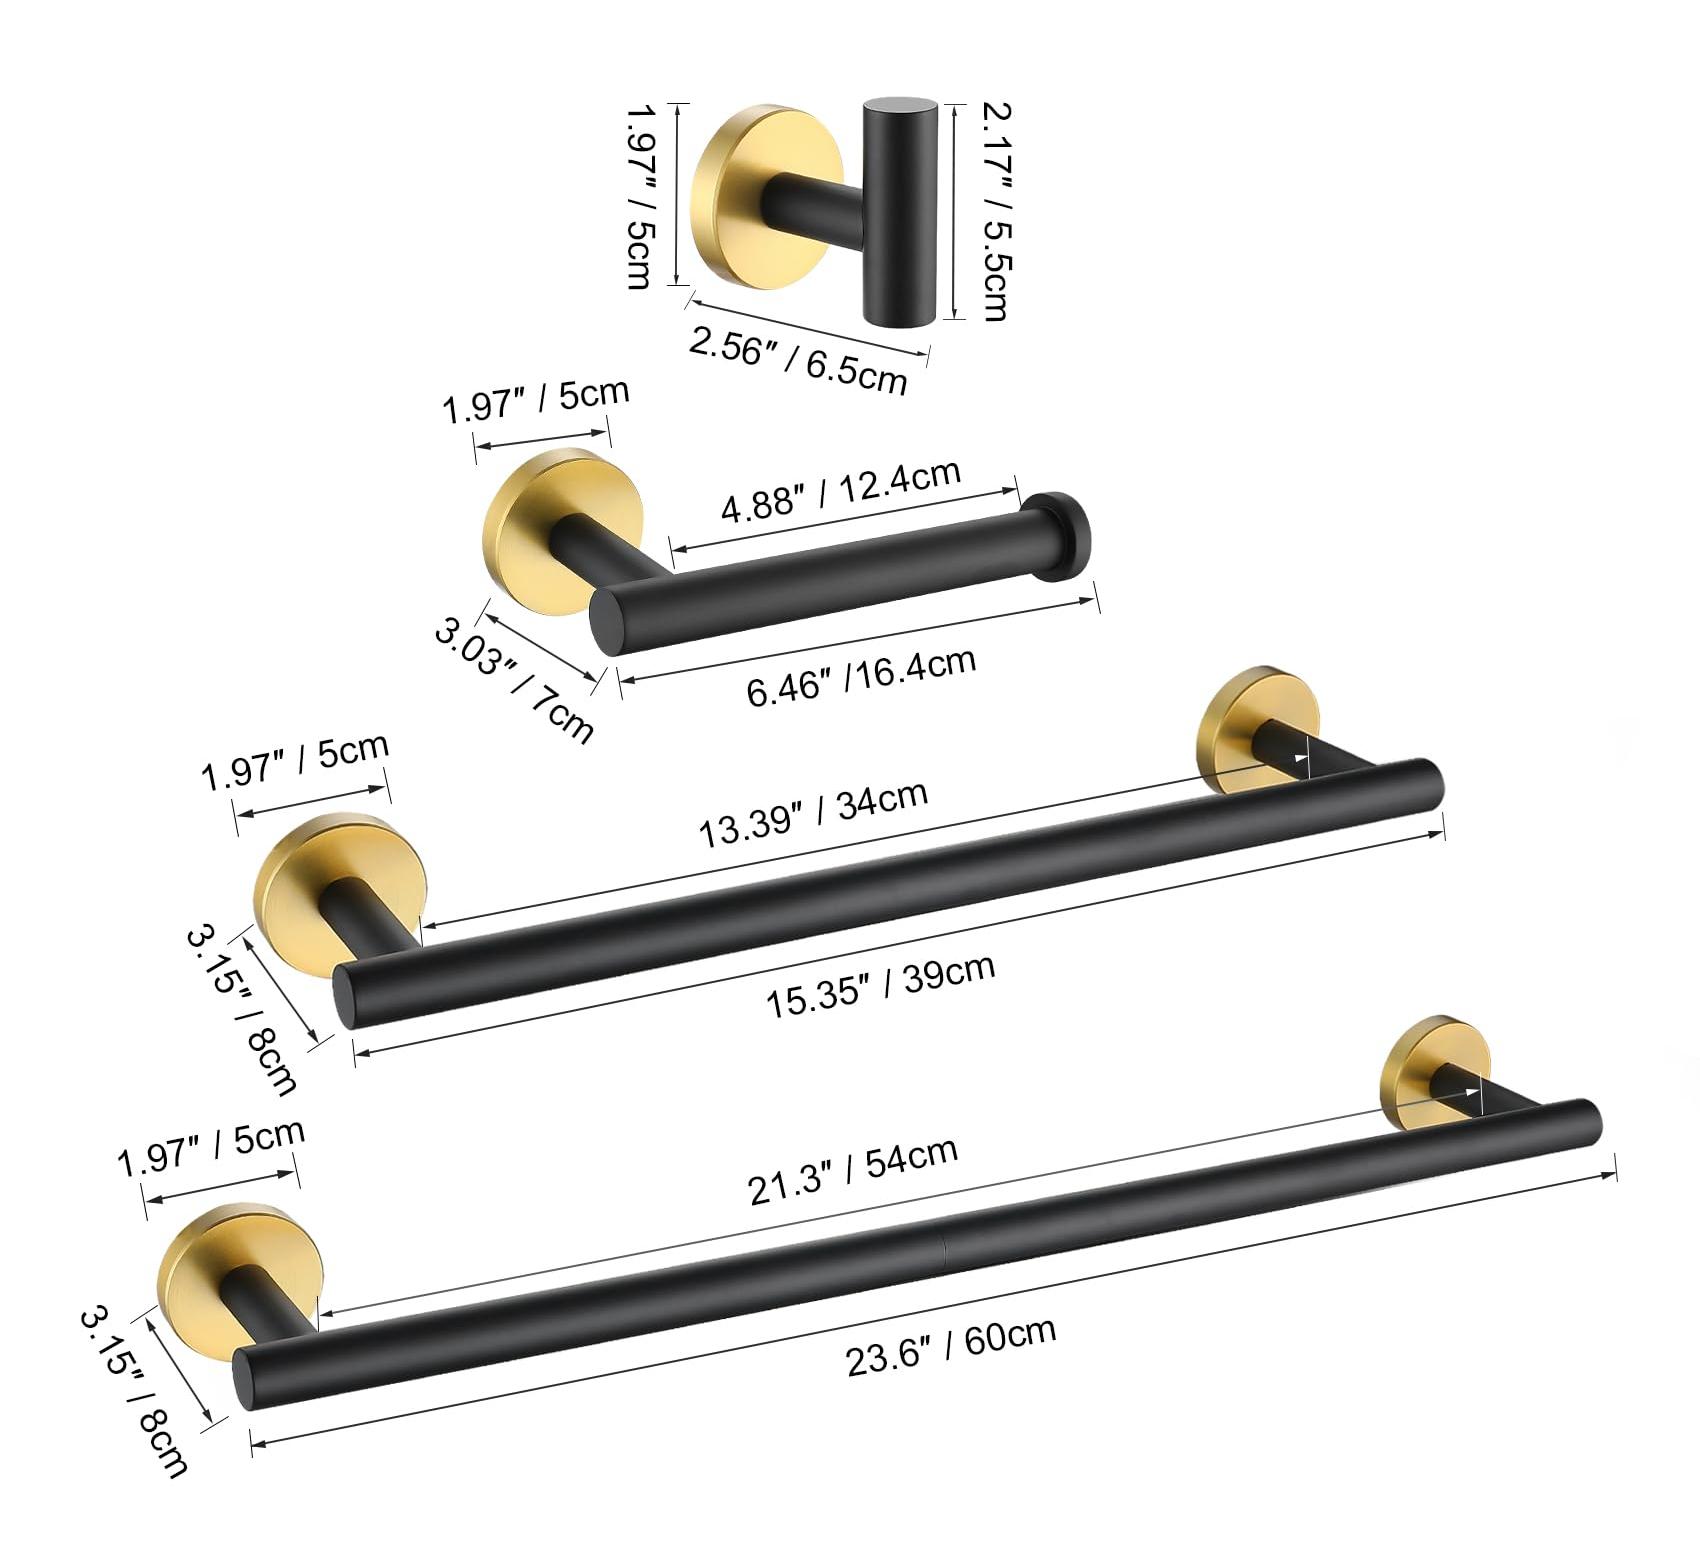 1.97" / 5cm
2.17" / 5.5cm
2.56" / 6.5cm
1.97" / 5cm
4.88" / 12.4cm
3.03" / 7cm
6.46" /16.4cm
1.97" / 5cm
13.39" / 34cm
3.15" / 8cm
15.35" / 39cm
1.97" / 5cm
21.3" / 54cm
3.15" / 8cm
23.6" / 60cm